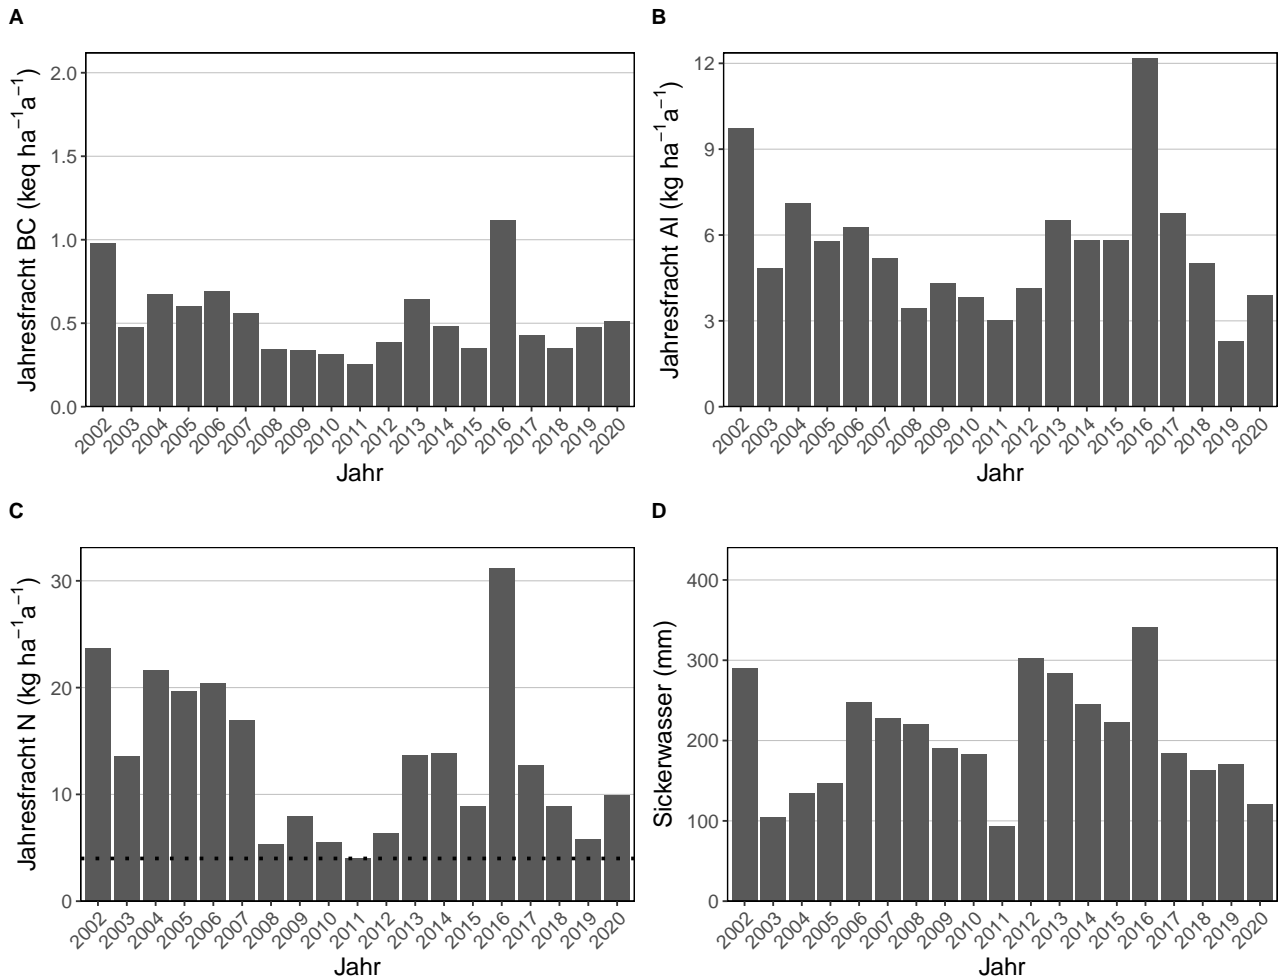 A
Jahresfracht BC (keq ha⁻¹a⁻¹)
2.0
1.5
1.0
0.5
0.0
2002 2003 2004 2005 2006 2007 2008 2009 2010 2011 2012 2013 2014 2015 2016 2017 2018 2019 2020
Jahr
B
Jahresfracht Al (kg ha⁻¹a⁻¹)
12
9
6
3
0
2002 2003 2004 2005 2006 2007 2008 2009 2010 2011 2012 2013 2014 2015 2016 2017 2018 2019 2020
Jahr
C
Jahresfracht N (kg ha⁻¹a⁻¹)
30
20
10
0
2002 2003 2004 2005 2006 2007 2008 2009 2010 2011 2012 2013 2014 2015 2016 2017 2018 2019 2020
Jahr
D
Sickerwasser (mm)
400
300
200
100
0
2002 2003 2004 2005 2006 2007 2008 2009 2010 2011 2012 2013 2014 2015 2016 2017 2018 2019 2020
Jahr